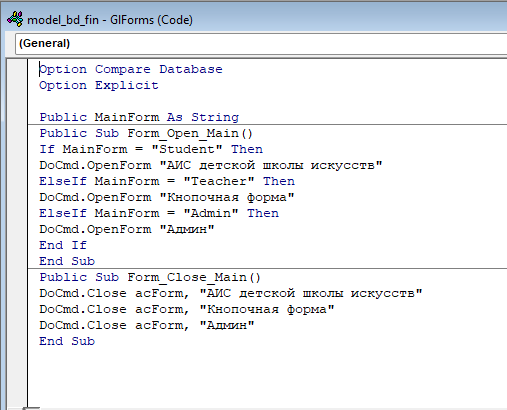 model_bd_fin - GlForms (Code)
(General)
Option Compare Database
Option Explicit
Public MainForm As String
Public Sub Form_Open_Main()
If MainForm = "Student" Then
DoCmd.OpenForm "АИС детской школы искусств"
ElseIf MainForm = "Teacher" Then
DoCmd.OpenForm "Кнопочная форма"
ElseIf MainForm = "Admin" Then
DoCmd.OpenForm "Админ"
End If
End Sub
Public Sub Form_Close_Main()
DoCmd.Close acForm, "АИС детской школы искусств"
DoCmd.Close acForm, "Кнопочная форма"
DoCmd.Close acForm, "Админ"
End Sub